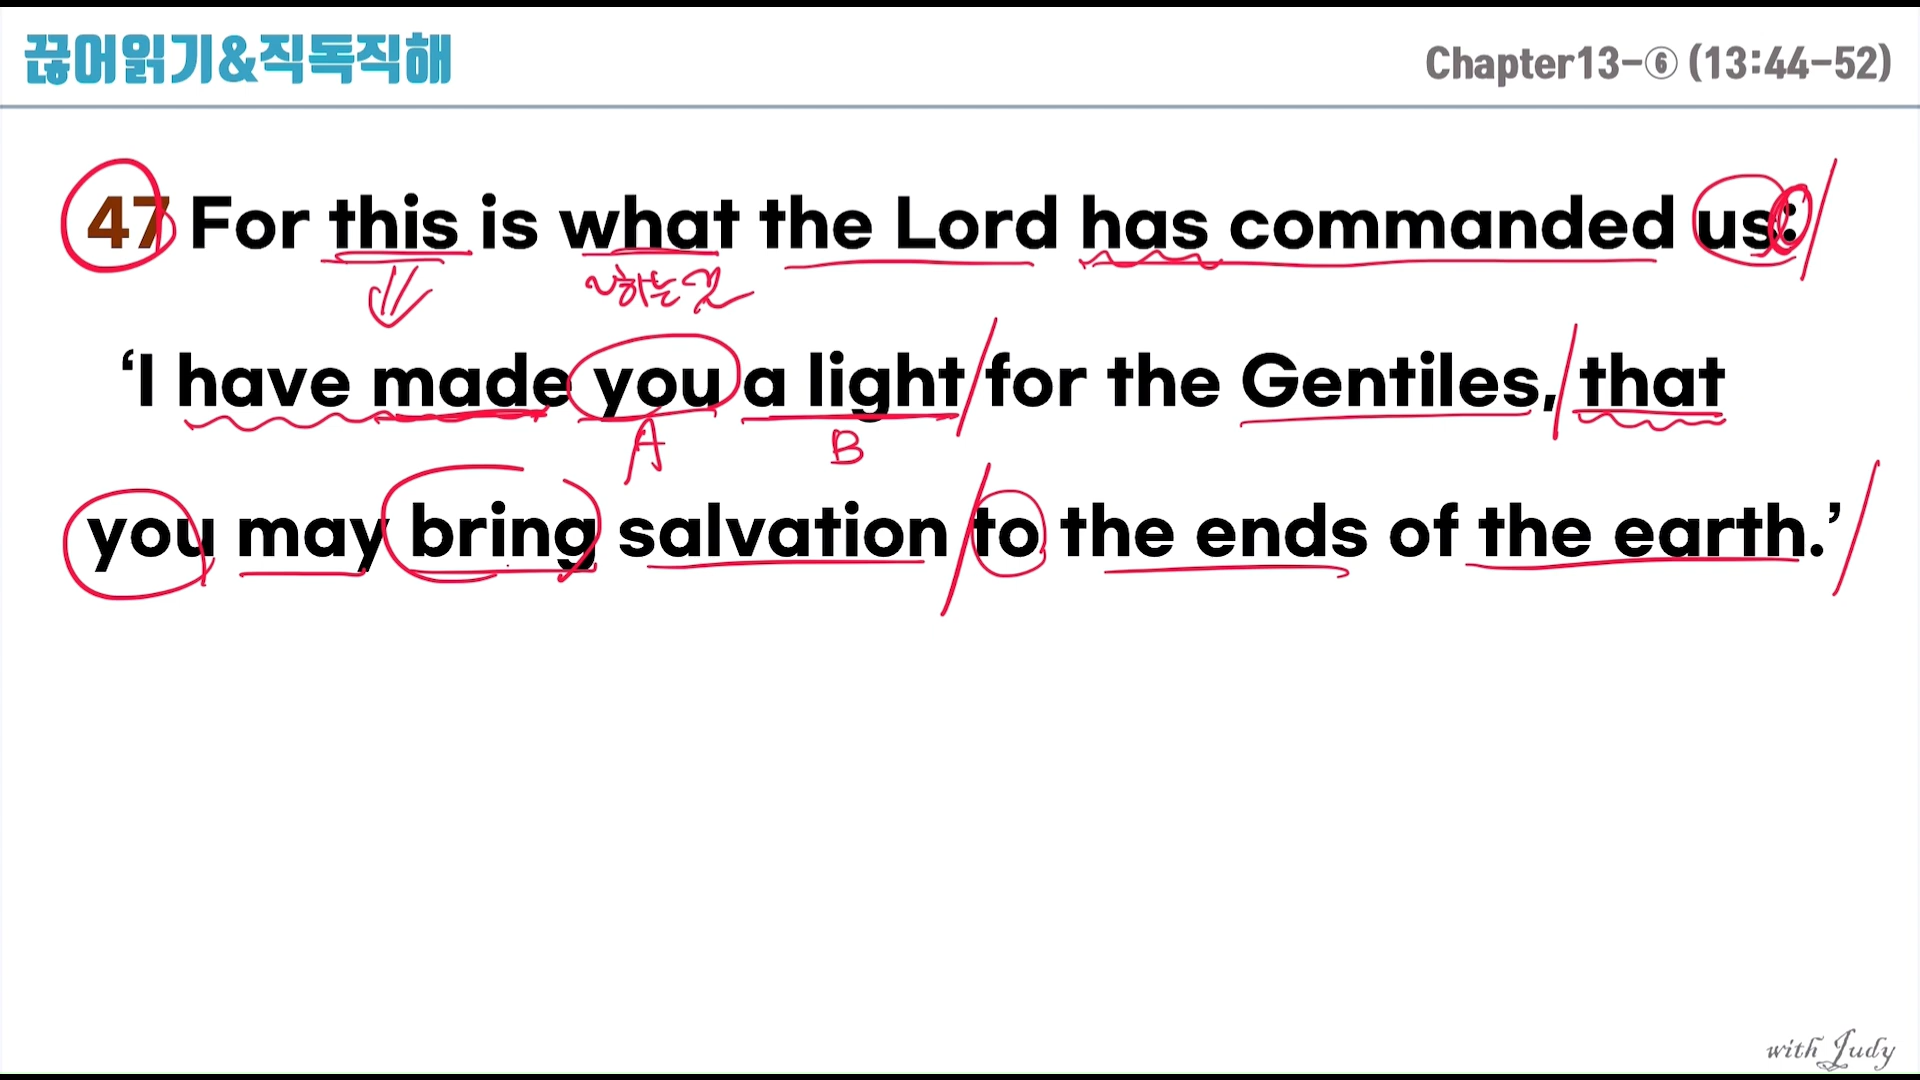 끊어읽기&직독직해
Chapter13-⑥ (13:44-52)
47 For this is what the Lord has commanded us:
~하는 것
‘I have made you a light for the Gentiles, that
A B
you may bring salvation to the ends of the earth.’
with Judy